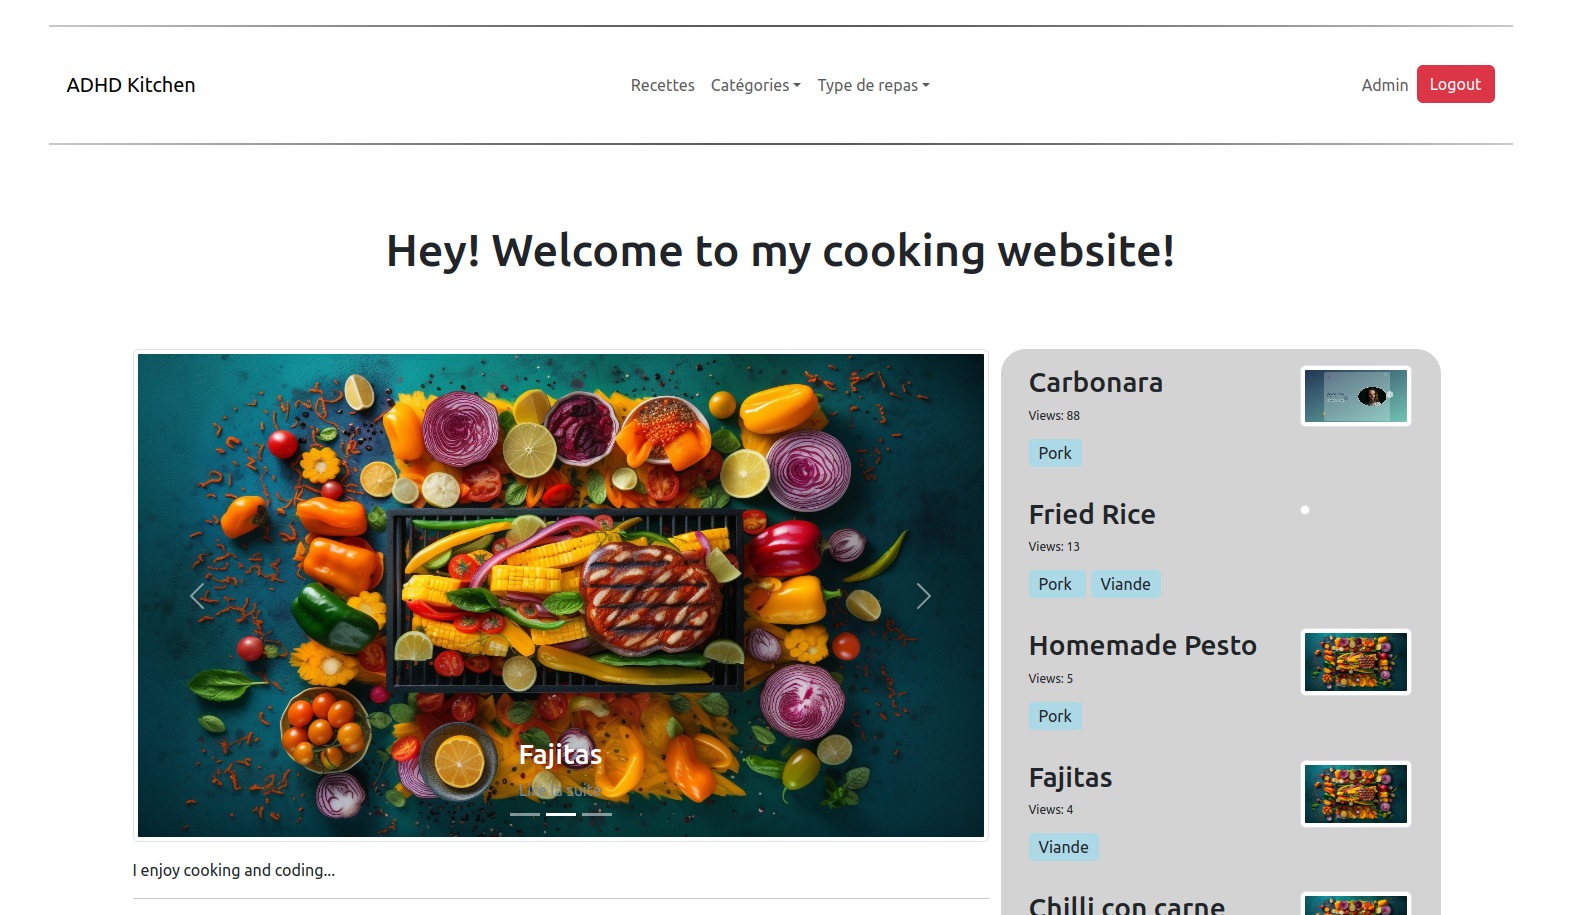 ADHD Kitchen
Recettes Catégories Type de repas
Admin Logout
Hey! Welcome to my cooking website!
Fajitas
Lire la suite
I enjoy cooking and coding...
Carbonara
Views: 88
Pork
Fried Rice
Views: 13
Pork Viande
Homemade Pesto
Views: 5
Pork
Fajitas
Views: 4
Viande
Chilli con carne